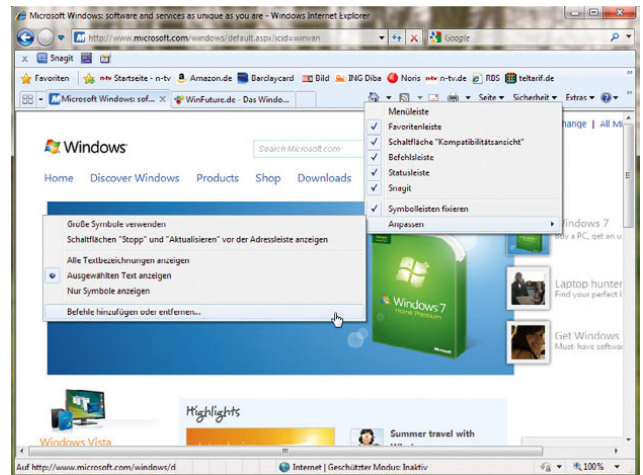 Microsoft Windows: software and services as unique as you are - Windows Internet Explorer
http://www.microsoft.com/windows/default.aspx?icid=winvan
Google
x Snagit
Favoriten n-tv Startseite - n-tv Amazon.de Barclaycard Bild ING Diba Noris n-tv.de RBS teltarif.de
Microsoft Windows: sof... WinFuture.de - Das Windo... Seite Sicherheit Extras
Menüleiste
Favoritenleiste
Schaltfläche "Kompatibilitätsansicht"
Befehlsleiste
Statusleiste
Snagit
Symbolleisten fixieren
Anpassen
hange | All Mi
Windows
Search Microsoft.com
Home Discover Windows Products Shop Downloads
Große Symbole verwenden
Schaltflächen "Stopp" und "Aktualisieren" vor der Adressleiste anzeigen
Alle Textbezeichnungen anzeigen
Ausgewählten Text anzeigen
Nur Symbole anzeigen
Befehle hinzufügen oder entfernen...
Windows 7
Home Premium
Windows 7
Buy a PC, get an u
Laptop hunter
Find your perfect l
Get Windows
Must-have softwar
Windows Vista
Highlights
Summer travel with
Auf http://www.microsoft.com/windows/d
Internet | Geschützter Modus: Inaktiv
100%